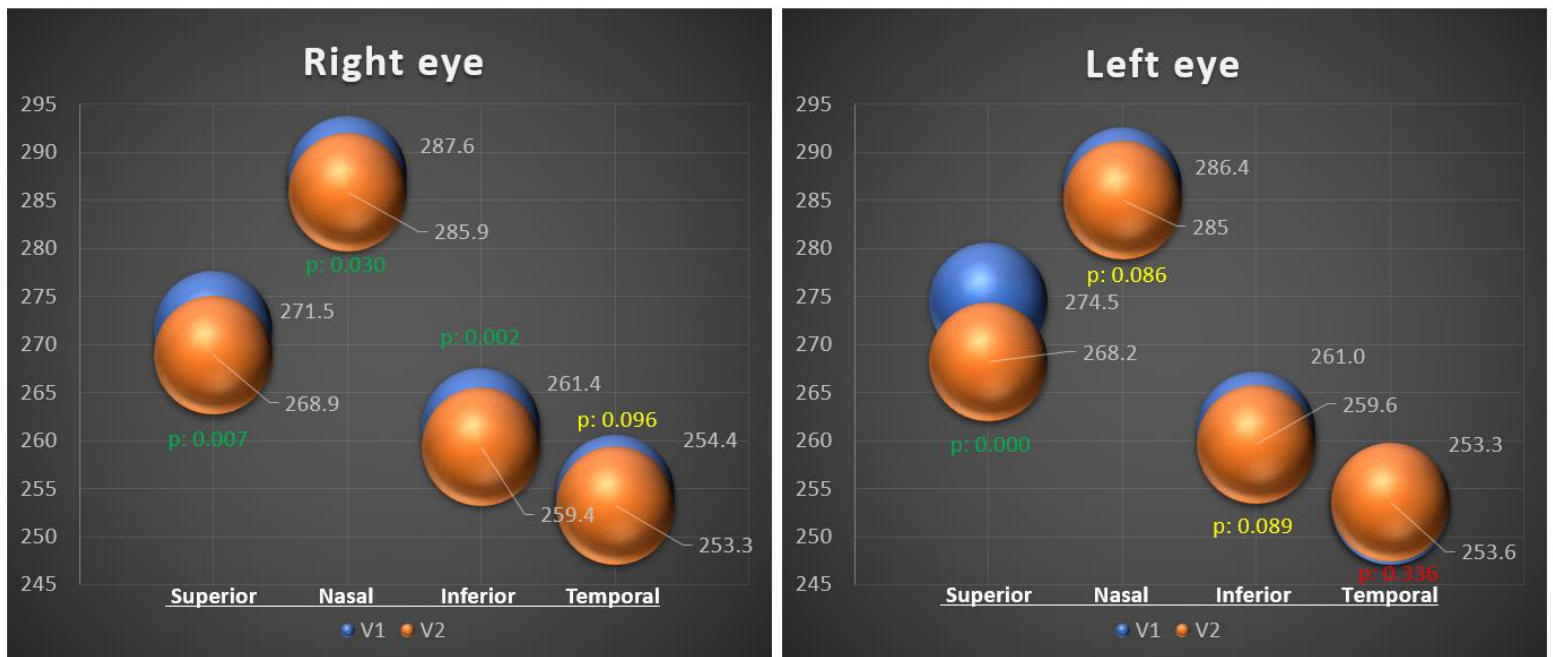 Right eye
295
290
285
280
275
270
265
260
255
250
245
287.6
285.9
p: 0.030
271.5
268.9
p: 0.007
p: 0.002
261.4
259.4
p: 0.096
254.4
253.3
Superior Nasal Inferior Temporal
V1 V2
Left eye
295
290
285
280
275
270
265
260
255
250
245
286.4
285
p: 0.086
274.5
268.2
p: 0.000
261.0
259.6
p: 0.089
253.3
253.6
p: 0.336
Superior Nasal Inferior Temporal
V1 V2